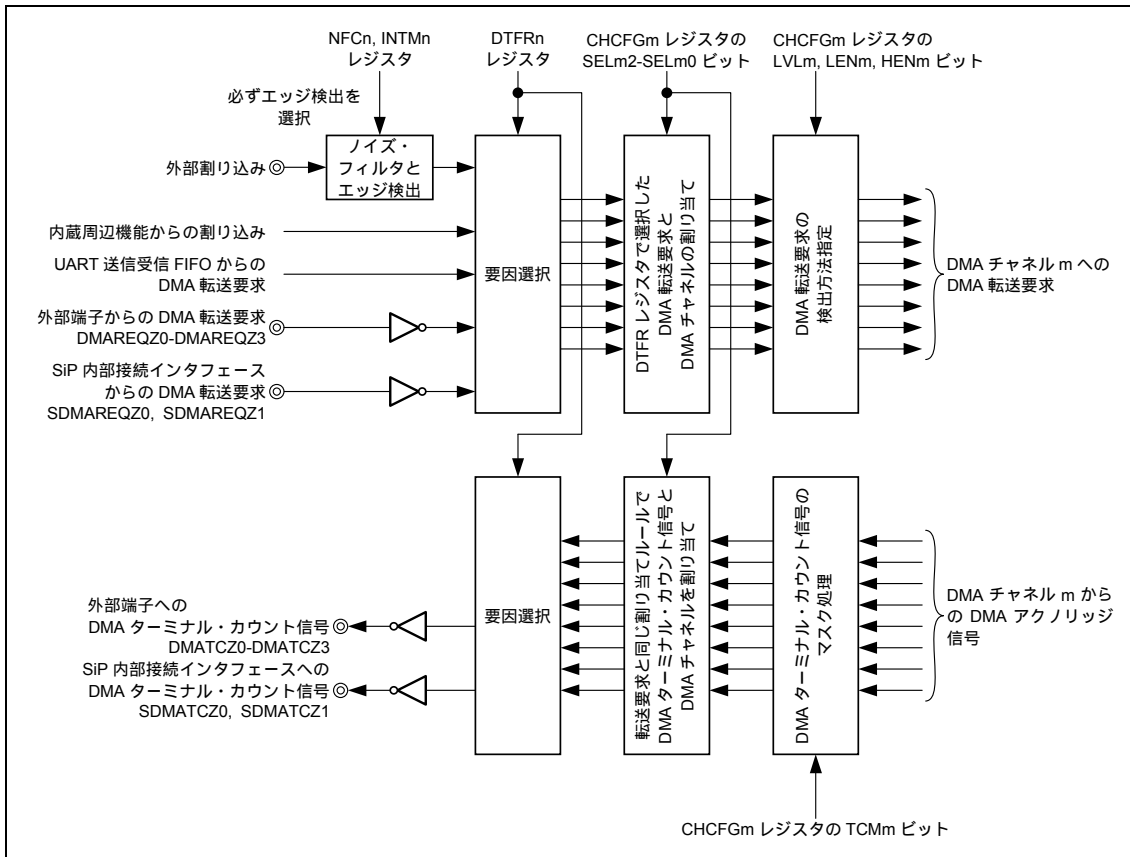 NFCn, INTMn
レジスタ
DTFRn
レジスタ
CHCFGm レジスタの
SELm2-SELm0 ビット
CHCFGm レジスタの
LVLm, LENm, HENm ビット
必ずエッジ検出を
選択
外部割り込み
ノイズ・
フィルタと
エッジ検出
内蔵周辺機能からの割り込み
UART 送信受信 FIFO からの
DMA 転送要求
外部端子からの DMA 転送要求
DMAREQZ0-DMAREQZ3
SiP 内部接続インタフェース
からの DMA 転送要求
SDMAREQZ0, SDMAREQZ1
要因選択
DTFR レジスタで選択した
DMA 転送要求と
DMA チャネルの割り当て
DMA 転送要求の
検出方法指定
DMA チャネル m への
DMA 転送要求
外部端子への
DMA ターミナル・カウント信号
DMATCZ0-DMATCZ3
SiP 内部接続インタフェースへの
DMA ターミナル・カウント信号
SDMATCZ0, SDMATCZ1
要因選択
転送要求と同じ割り当てルールで
DMA ターミナル・カウント信号と
DMA チャネルを割り当て
DMA ターミナル・カウント信号の
マスク処理
DMA チャネル m から
の DMA アクノリッジ
信号
CHCFGm レジスタの TCMm ビット